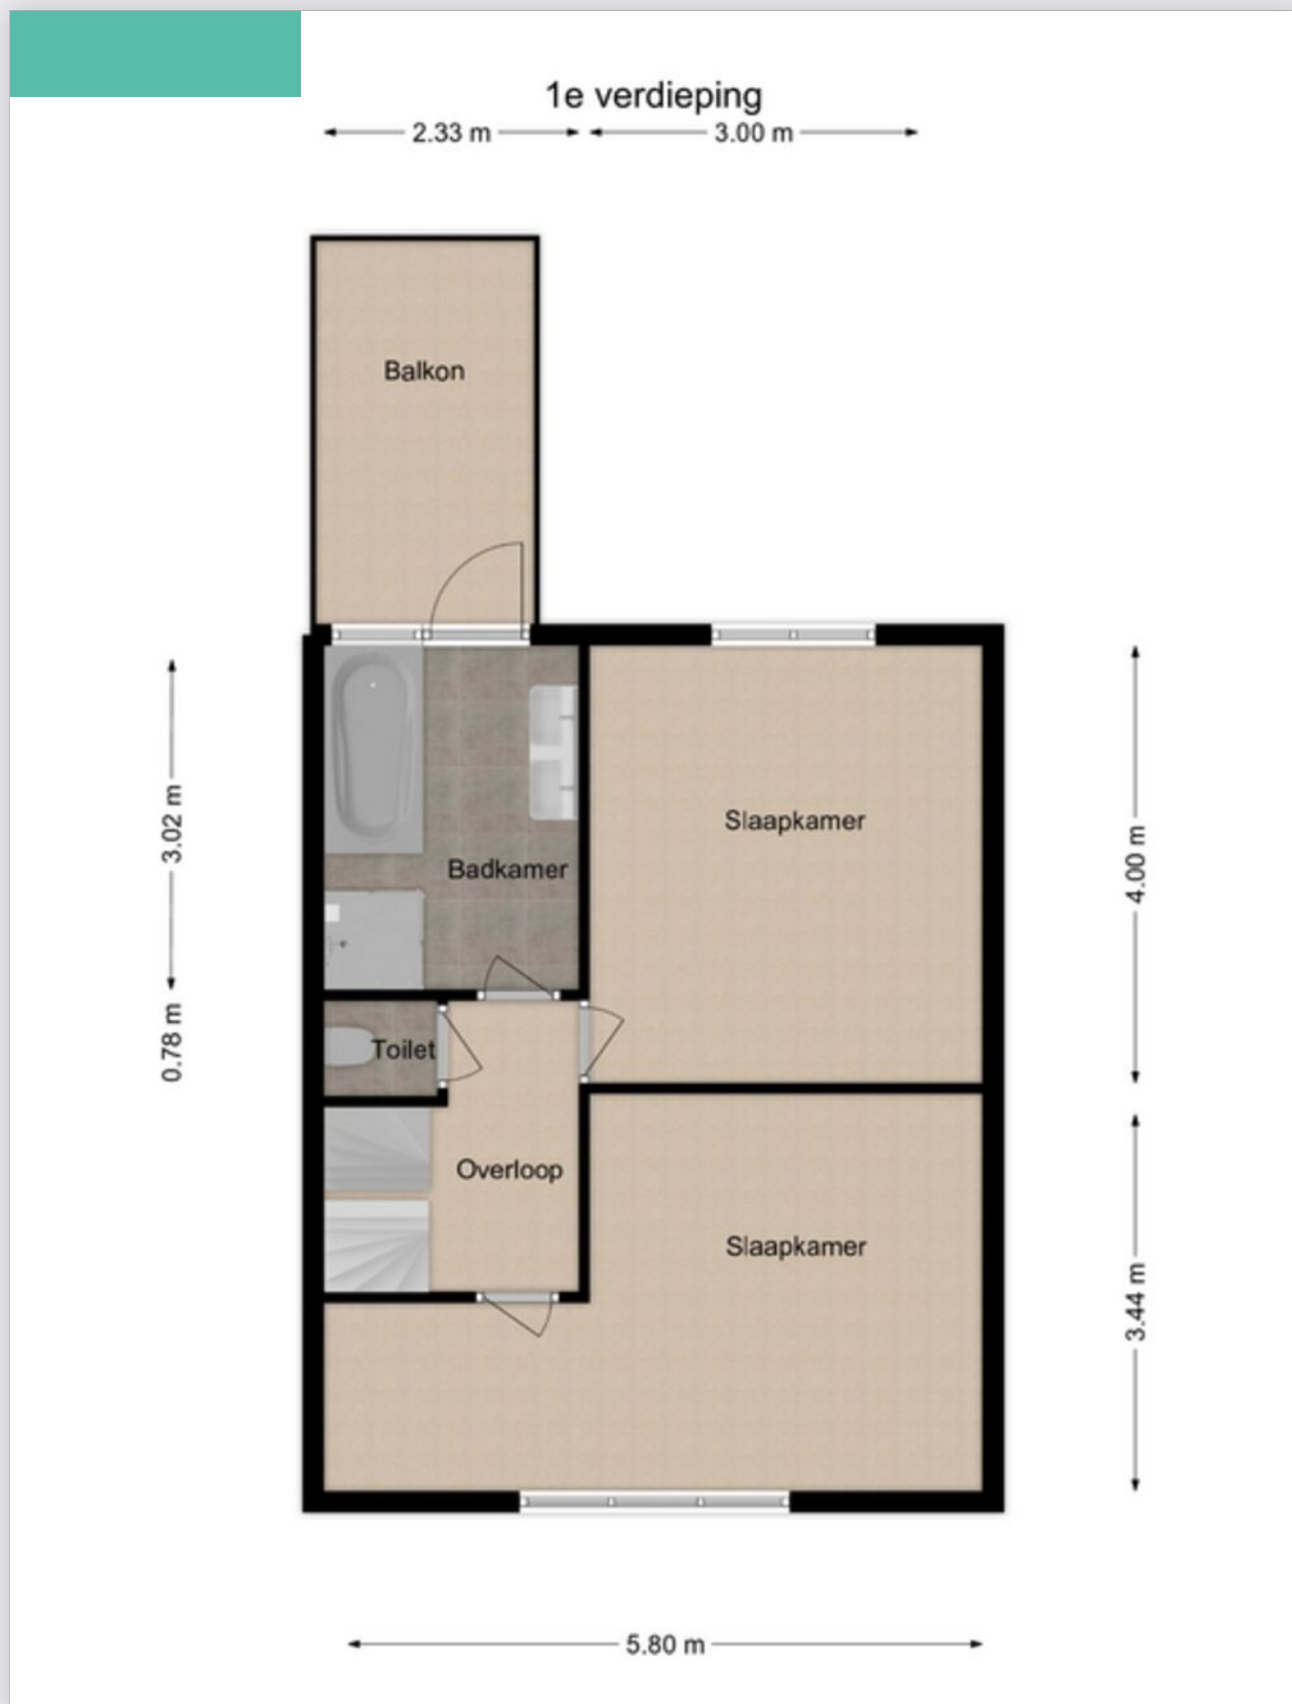 1e verdieping
2.33 m
3.00 m
Balkon
Slaapkamer
3.02 m
4.00 m
Badkamer
0.78 m
Toilet
Overloop
Slaapkamer
3.44 m
5.80 m